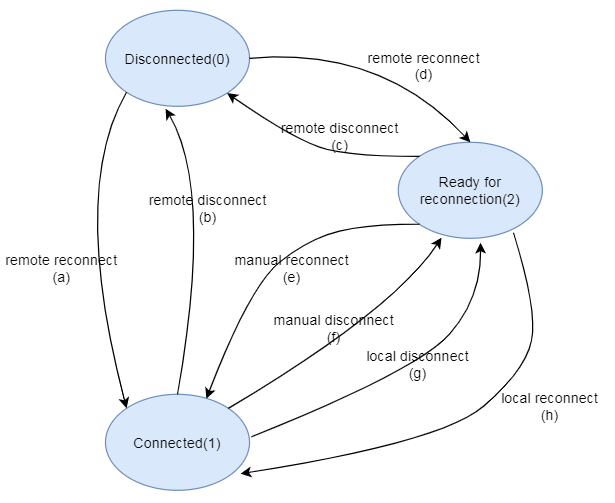 Disconnected(0)
remote reconnect
(d)
remote disconnect
(c)
Ready for
reconnection(2)
remote disconnect
(b)
remote reconnect
(a)
manual reconnect
(e)
manual disconnect
(f)
local disconnect
(g)
local reconnect
(h)
Connected(1)